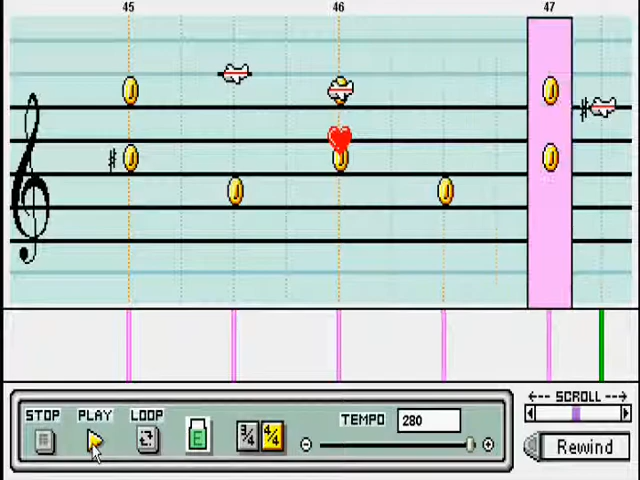 45 46 47
STOP PLAY LOOP
E
3/4 4/4
TEMPO 280
SCROLL
Rewind